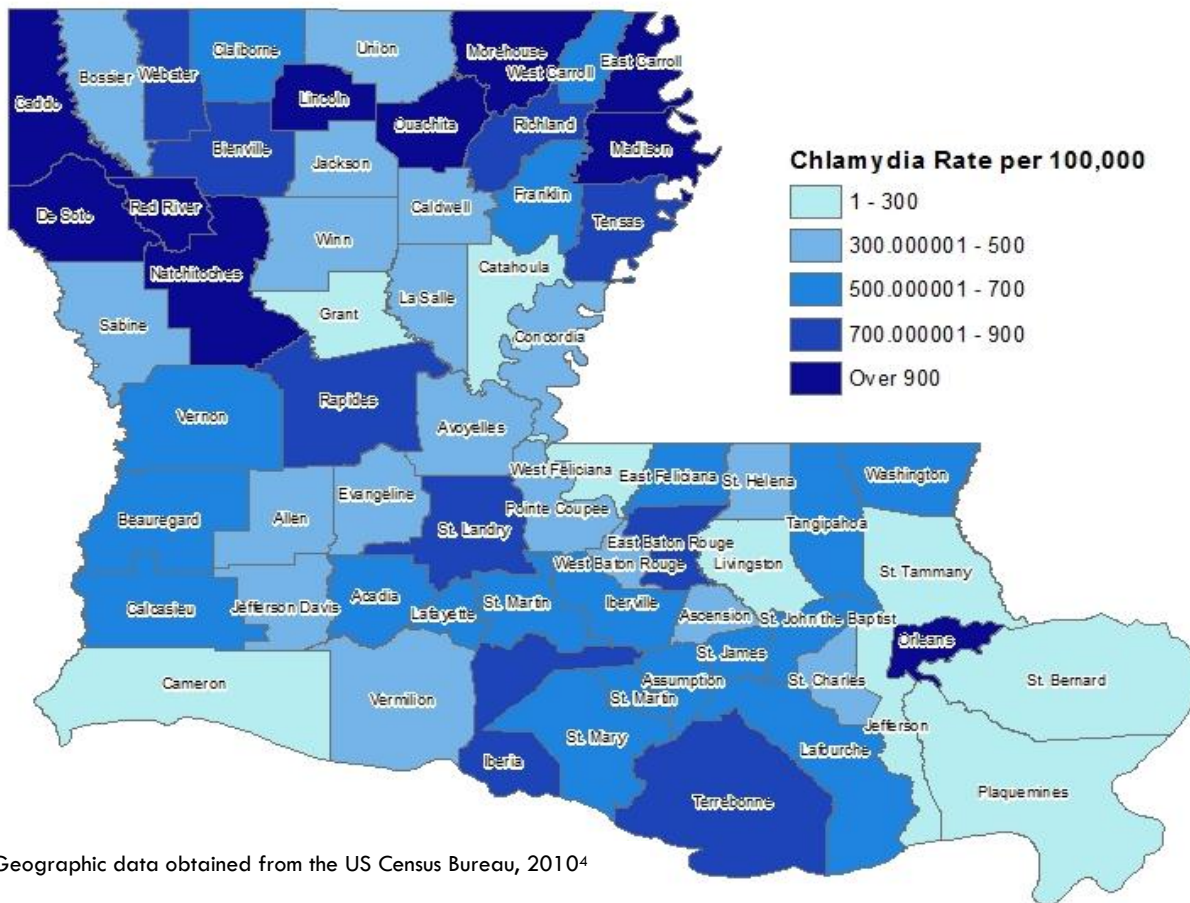 Claiborne
Union
Morehouse
West Carroll
East Carroll
Bossier
Webster
Caddo
Lincoln
Ouachita
Richland
Bienville
Madison
Jackson
Chlamydia Rate per 100,000
1 - 300
300.000001 - 500
500.000001 - 700
700.000001 - 900
Over 900
De Soto
Red River
Caldwell
Franklin
Tensas
Winn
Natchitoches
Catahoula
La Salle
Grant
Sabine
Concordia
Rapides
Vernon
Avoyelles
West Feliciana
East Feliciana
St. Helena
Washington
Evangeline
Pointe Coupee
Beauregard
Allen
St. Landry
Tangipahoa
East Baton Rouge
West Baton Rouge
Livingston
St. Tammany
Calcasieu
Jefferson Davis
Acadia
Lafayette
St. Martin
Iberville
Ascension
St. John the Baptist
Orleans
St. James
Cameron
Vermilion
Assumption
St. Martin
St. Charles
St. Bernard
Jefferson
St. Mary
Lafourche
Iberia
Terrebonne
Plaquemines
Geographic data obtained from the US Census Bureau, 2010⁴